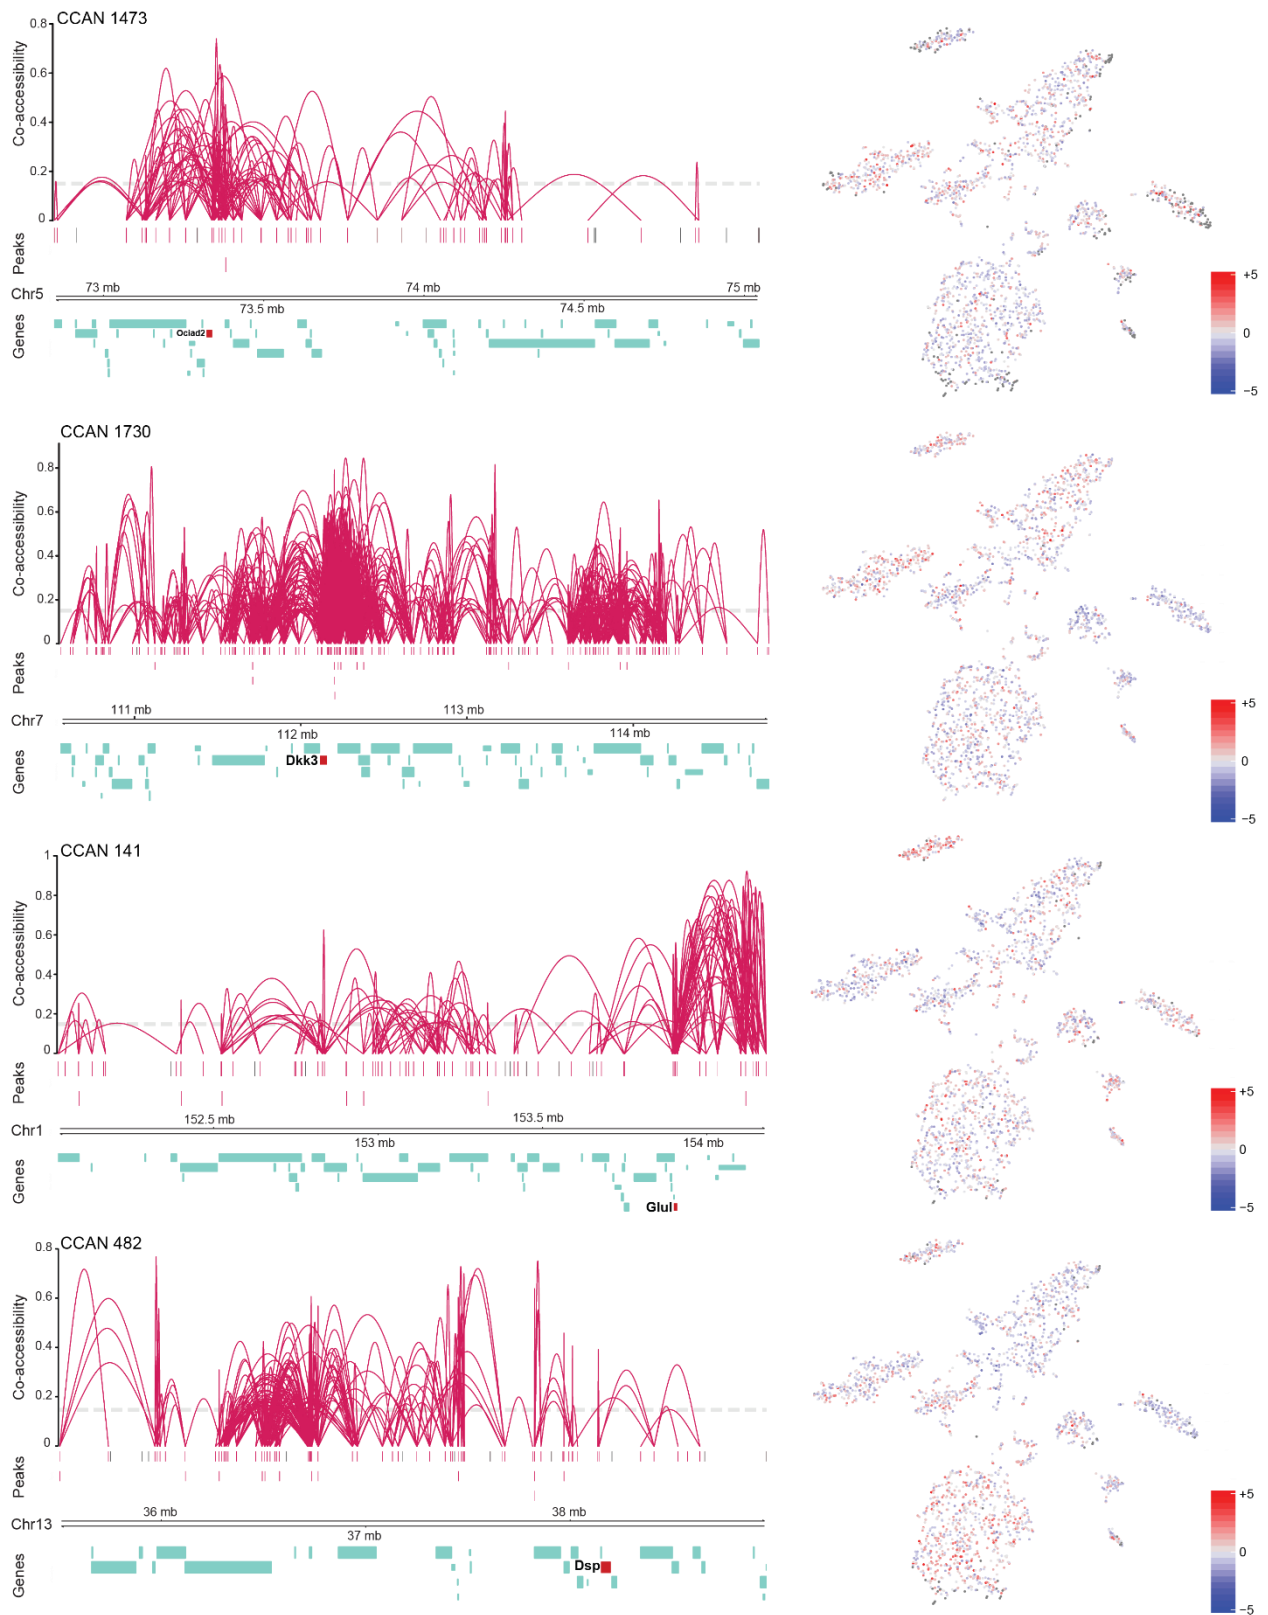 CCAN 1473
0.8
0.6
0.4
0.2
0
Co-accessibility
Peaks
Chr5
73 mb
74 mb
75 mb
73.5 mb
74.5 mb
Genes
Ociad2
+5
0
−5
CCAN 1730
0.8
0.6
0.4
0.2
0
Co-accessibility
Peaks
Chr7
111 mb
113 mb
112 mb
114 mb
Genes
Dkk3
+5
0
−5
CCAN 141
1
0.8
0.6
0.4
0.2
0
Co-accessibility
Peaks
Chr1
152.5 mb
153.5 mb
153 mb
154 mb
Genes
Glul
+5
0
−5
CCAN 482
0.8
0.6
0.4
0.2
0
Co-accessibility
Peaks
Chr13
36 mb
38 mb
37 mb
Genes
Dsp
+5
0
−5